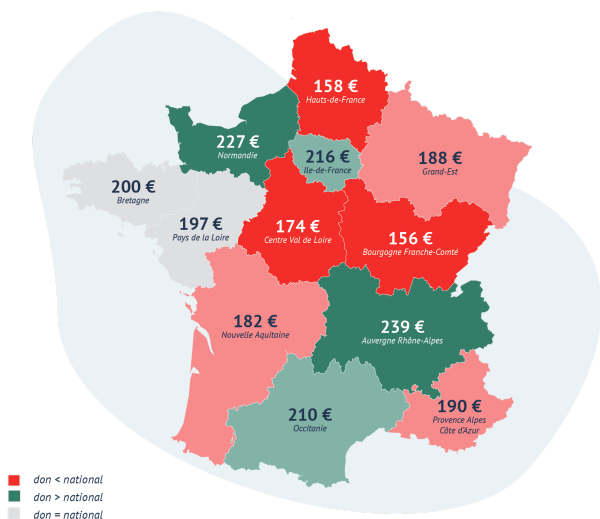 158 €
Hauts-de-France
227 €
Normandie
216 €
Ile-de-France
188 €
Grand-Est
200 €
Bretagne
197 €
Pays de la Loire
174 €
Centre Val de Loire
156 €
Bourgogne Franche-Comté
182 €
Nouvelle Aquitaine
239 €
Auvergne Rhône-Alpes
190 €
Provence Alpes
Côte d'Azur
210 €
Occitanie
don < national
don > national
don = national